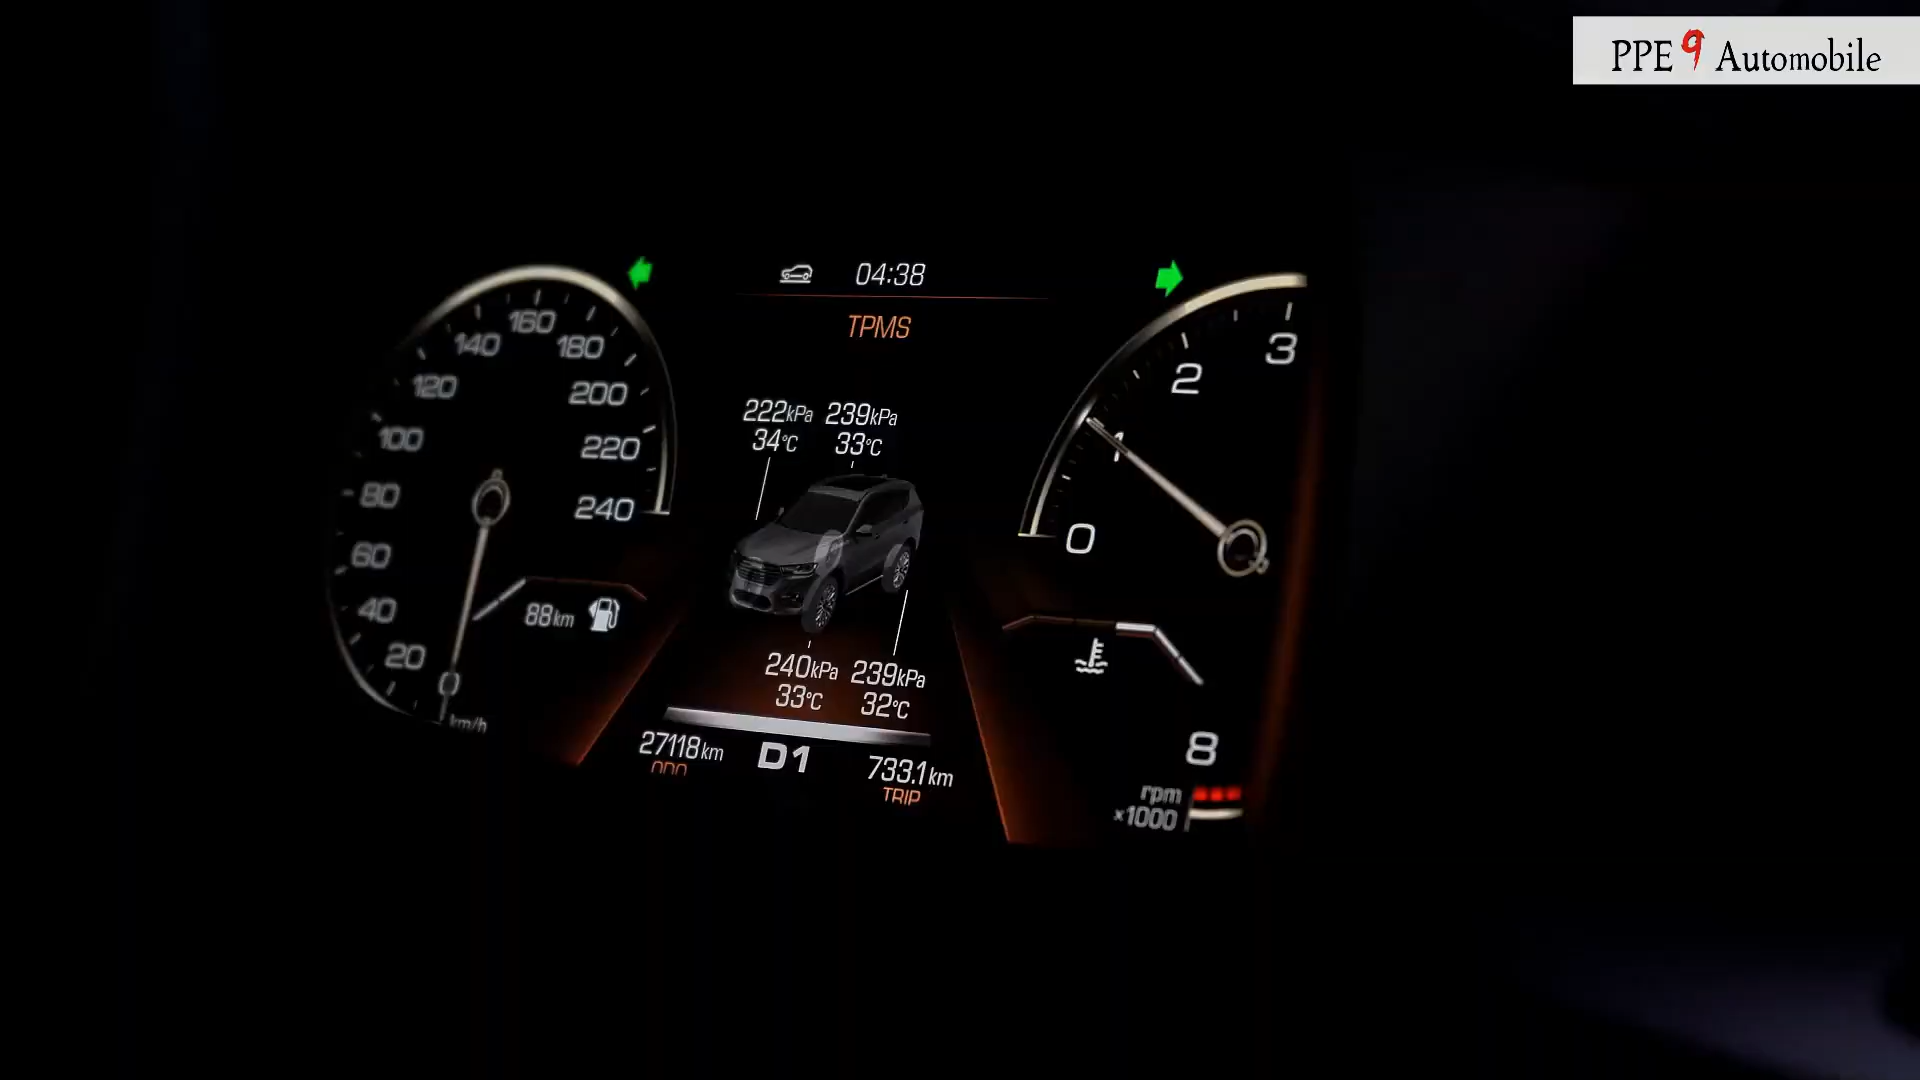 PPE 9 Automobile
04:38
TPMS
222kPa 239kPa
34°C 33°C
240kPa 239kPa
33°C 32°C
27118km D1 733.1km
ODO TRIP
0
20
40
60
80
100
120
140
160
180
200
220
240
km/h
88km
0
1
2
3
8
rpm
x1000